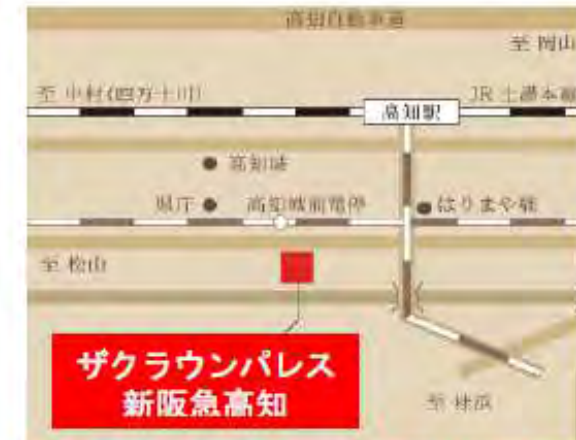 高知自動車道
至 岡山
至 中村(四万十川)
JR 土讃本線
高知駅
高知城
県庁
高知城前電停
はりまや橋
至 松山
ザクラウンパレス
新阪急高知
至 桂浜